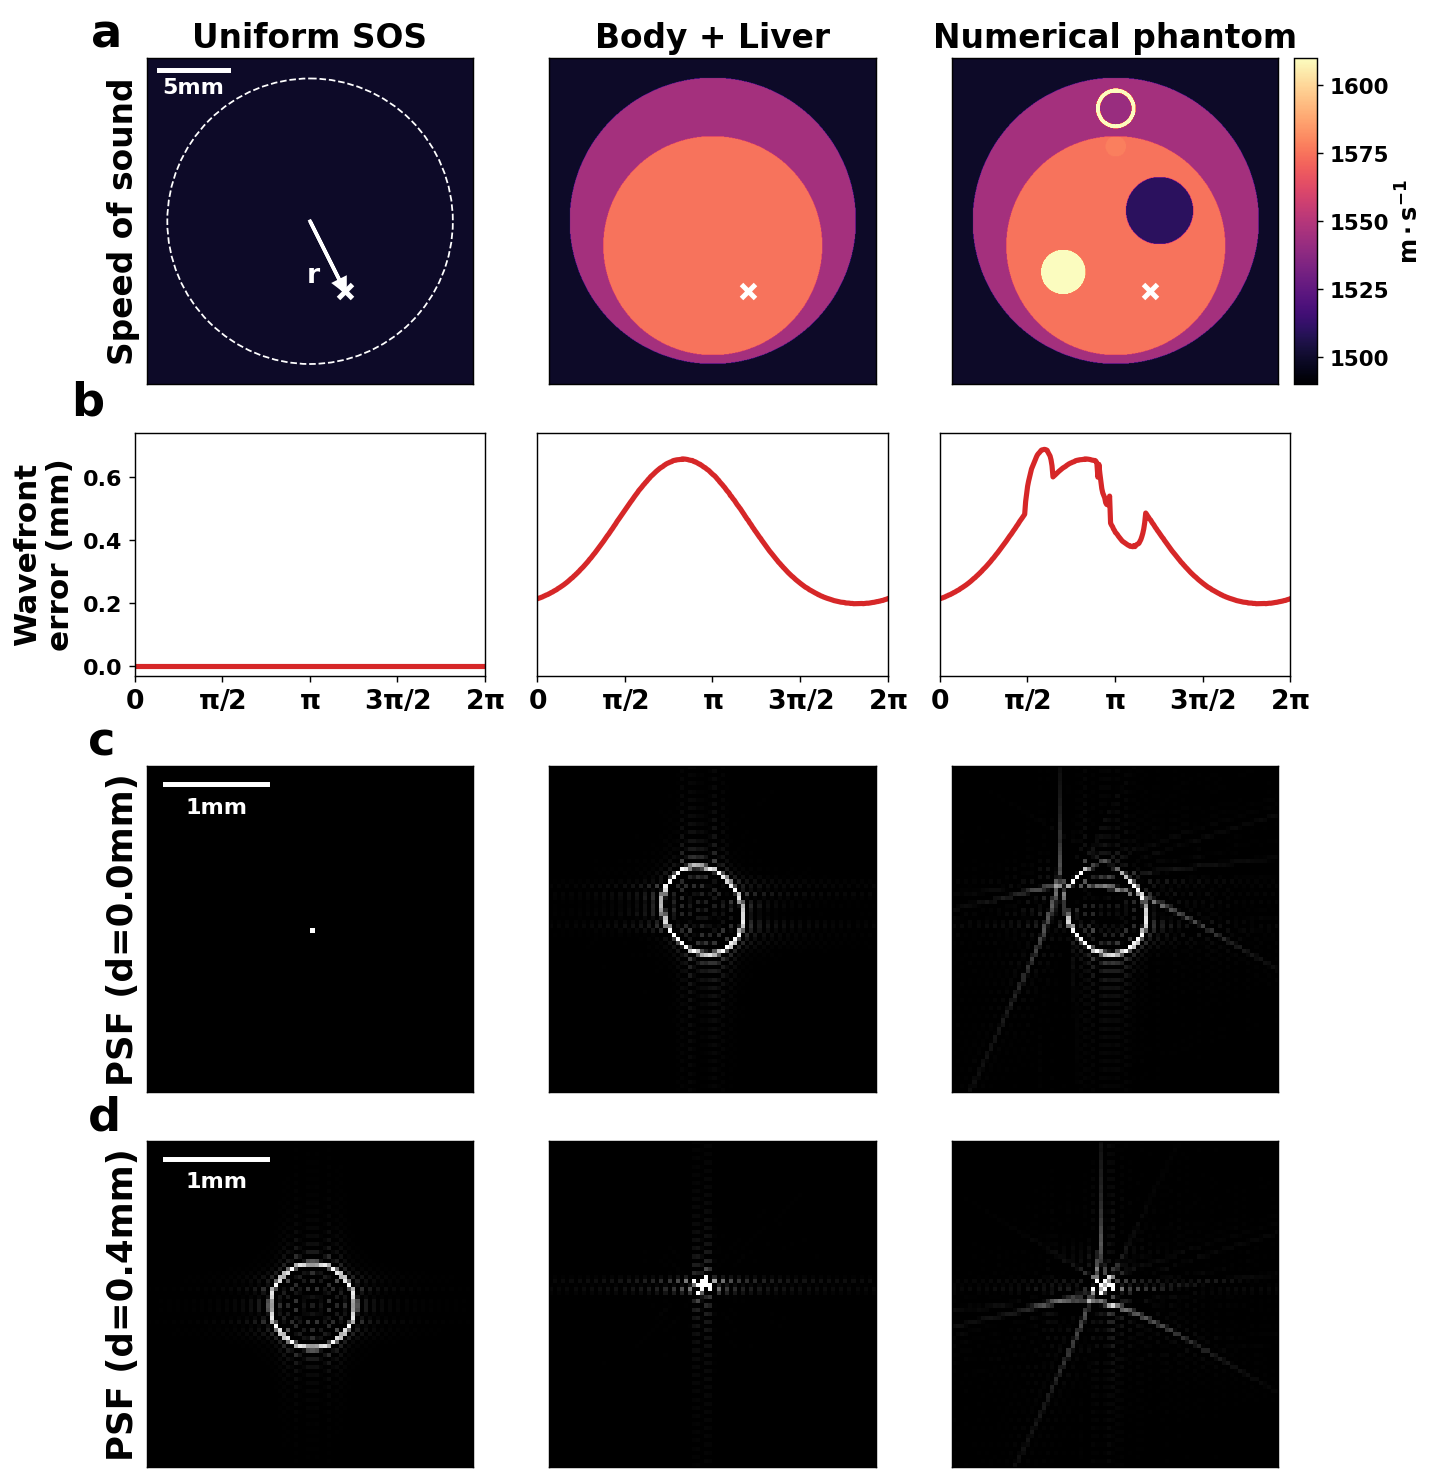 a
Uniform SOS
Body + Liver
Numerical phantom
Speed of sound
5mm
r
1600
1575
1550
1525
1500
m · s⁻¹
b
Wavefront
error (mm)
0.6
0.4
0.2
0.0
0 π/2 π 3π/2 2π
0 π/2 π 3π/2 2π
0 π/2 π 3π/2 2π
c
PSF (d=0.0mm)
1mm
d
PSF (d=0.4mm)
1mm